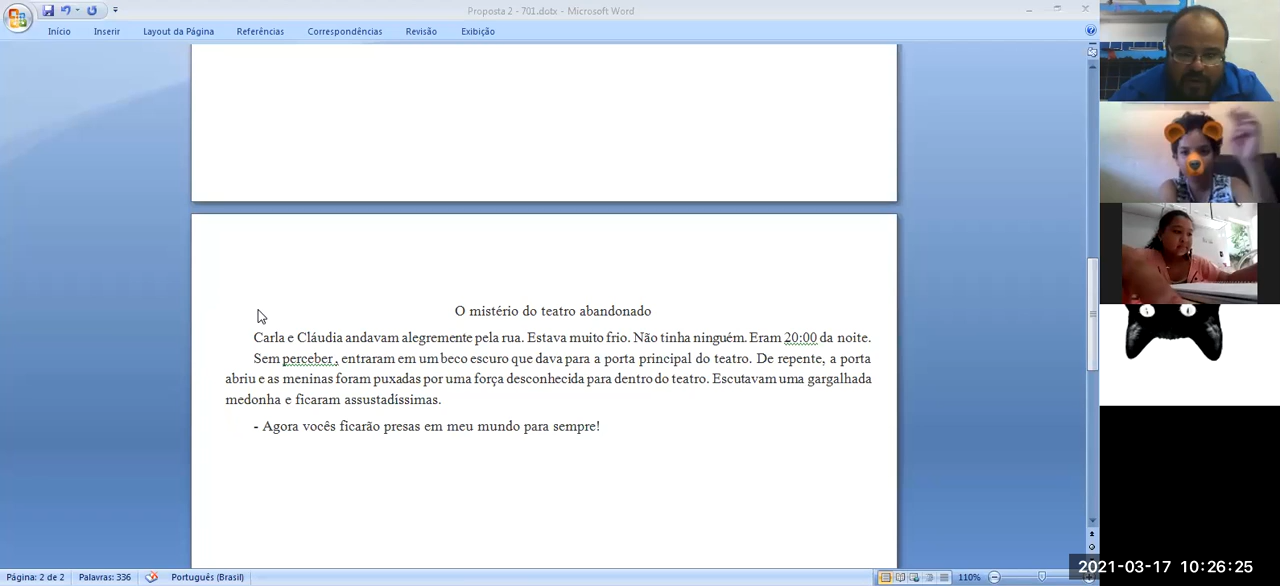 Proposta 2 - 701.dotx - Microsoft Word
Início Inserir Layout da Página Referências Correspondências Revisão Exibição
O mistério do teatro abandonado
Carla e Cláudia andavam alegremente pela rua. Estava muito frio. Não tinha ninguém. Eram 20:00 da noite.
Sem perceber , entraram em um beco escuro que dava para a porta principal do teatro. De repente, a porta
abriu e as meninas foram puxadas por uma força desconhecida para dentro do teatro. Escutavam uma gargalhada
medonha e ficaram assustadíssimas.
- Agora vocês ficarão presas em meu mundo para sempre!
Página: 2 de 2 Palavras: 336 Português (Brasil) 110%
2021-03-17 10:26:25